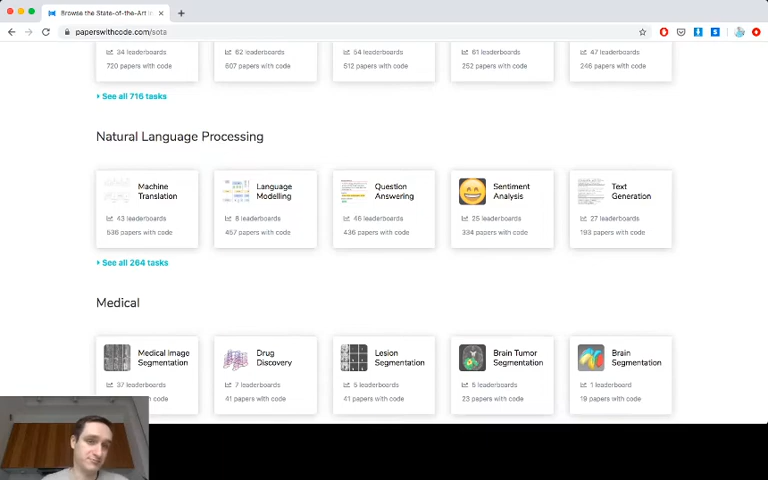 Browse the State-of-the-Art in
paperswithcode.com/sota
34 leaderboards
720 papers with code
62 leaderboards
607 papers with code
54 leaderboards
512 papers with code
61 leaderboards
252 papers with code
47 leaderboards
246 papers with code
See all 716 tasks
Natural Language Processing
Machine
Translation
43 leaderboards
536 papers with code
Language
Modelling
8 leaderboards
457 papers with code
Question
Answering
46 leaderboards
436 papers with code
Sentiment
Analysis
25 leaderboards
334 papers with code
Text
Generation
27 leaderboards
193 papers with code
See all 264 tasks
Medical
Medical Image
Segmentation
37 leaderboards
Drug
Discovery
7 leaderboards
41 papers with code
Lesion
Segmentation
5 leaderboards
41 papers with code
Brain Tumor
Segmentation
5 leaderboards
23 papers with code
Brain
Segmentation
1 leaderboard
19 papers with code